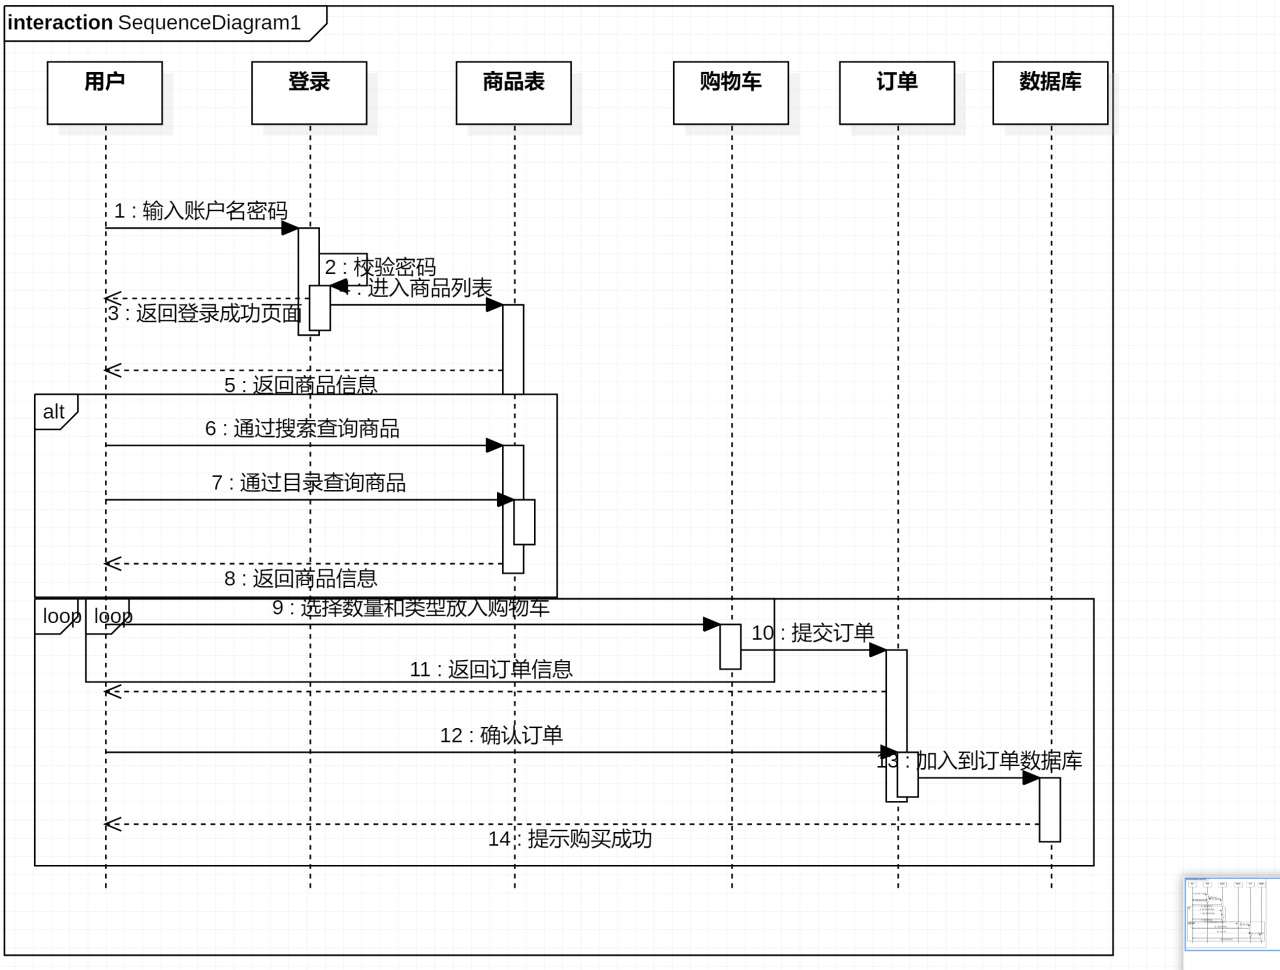 interaction SequenceDiagram1
用户
登录
商品表
购物车
订单
数据库
1 : 输入账户名密码
2 : 校验密码
4 : 进入商品列表
3 : 返回登录成功页面
5 : 返回商品信息
alt
6 : 通过搜索查询商品
7 : 通过目录查询商品
8 : 返回商品信息
loop
loop
9 : 选择数量和类型放入购物车
10 : 提交订单
11 : 返回订单信息
12 : 确认订单
13 : 加入到订单数据库
14 : 提示购买成功